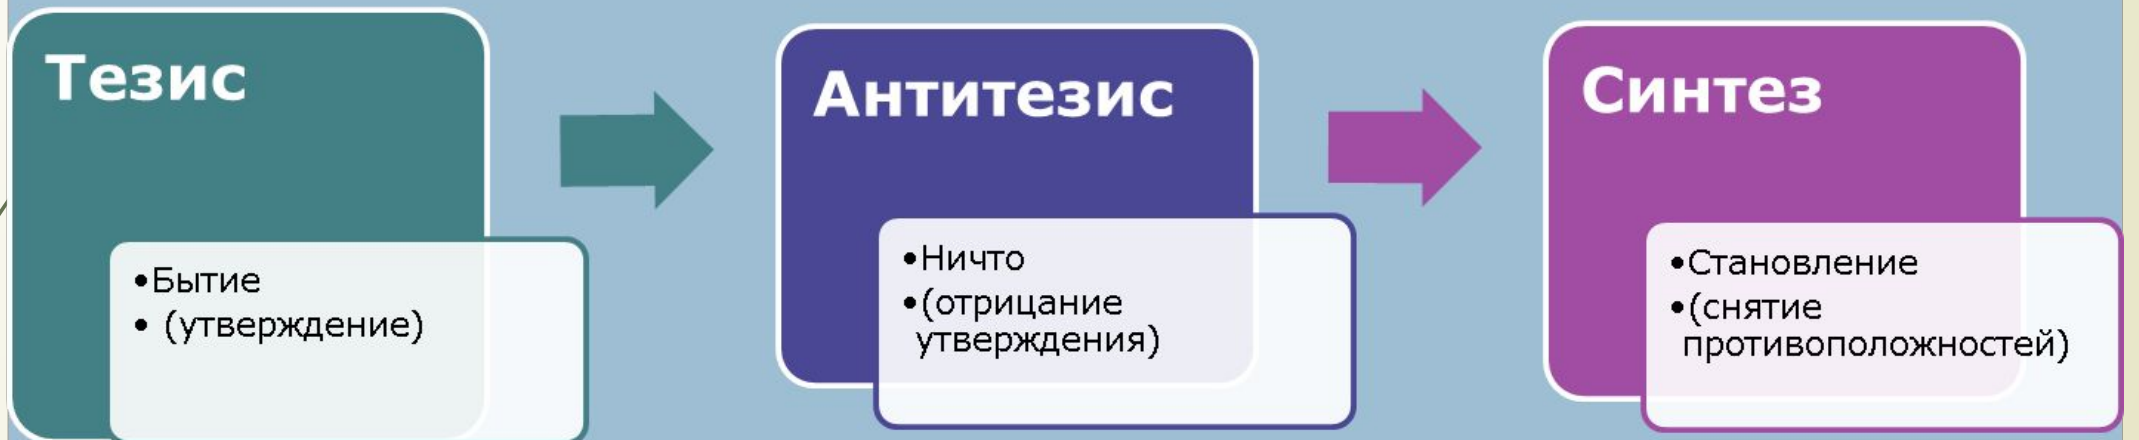 Тезис
•Бытие
• (утверждение)
Антитезис
•Ничто
•(отрицание
утверждения)
Синтез
•Становление
•(снятие
противоположностей)